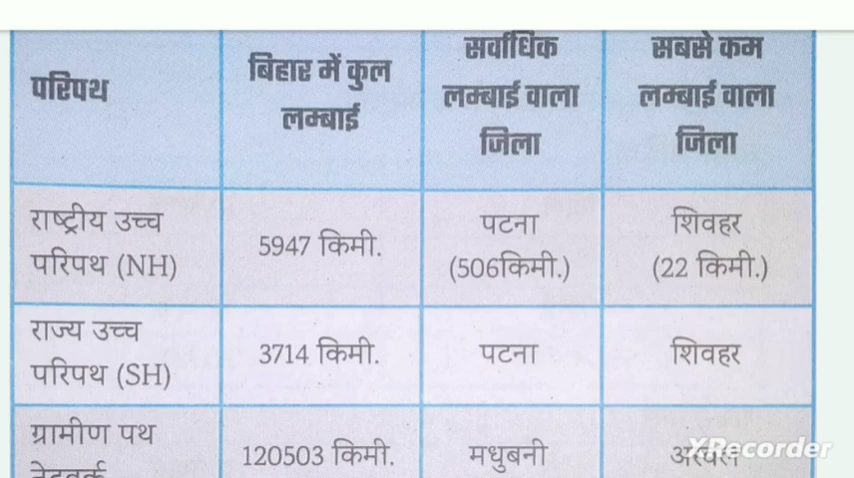 परिपथ
बिहार में कुल
लम्बाई
सर्वाधिक
लम्बाई वाला
जिला
सबसे कम
लम्बाई वाला
जिला
राष्ट्रीय उच्च
परिपथ (NH)
5947 किमी.
पटना
(506किमी.)
शिवहर
(22 किमी.)
राज्य उच्च
परिपथ (SH)
3714 किमी.
पटना
शिवहर
ग्रामीण पथ
120503 किमी.
मधुबनी
XRecorder